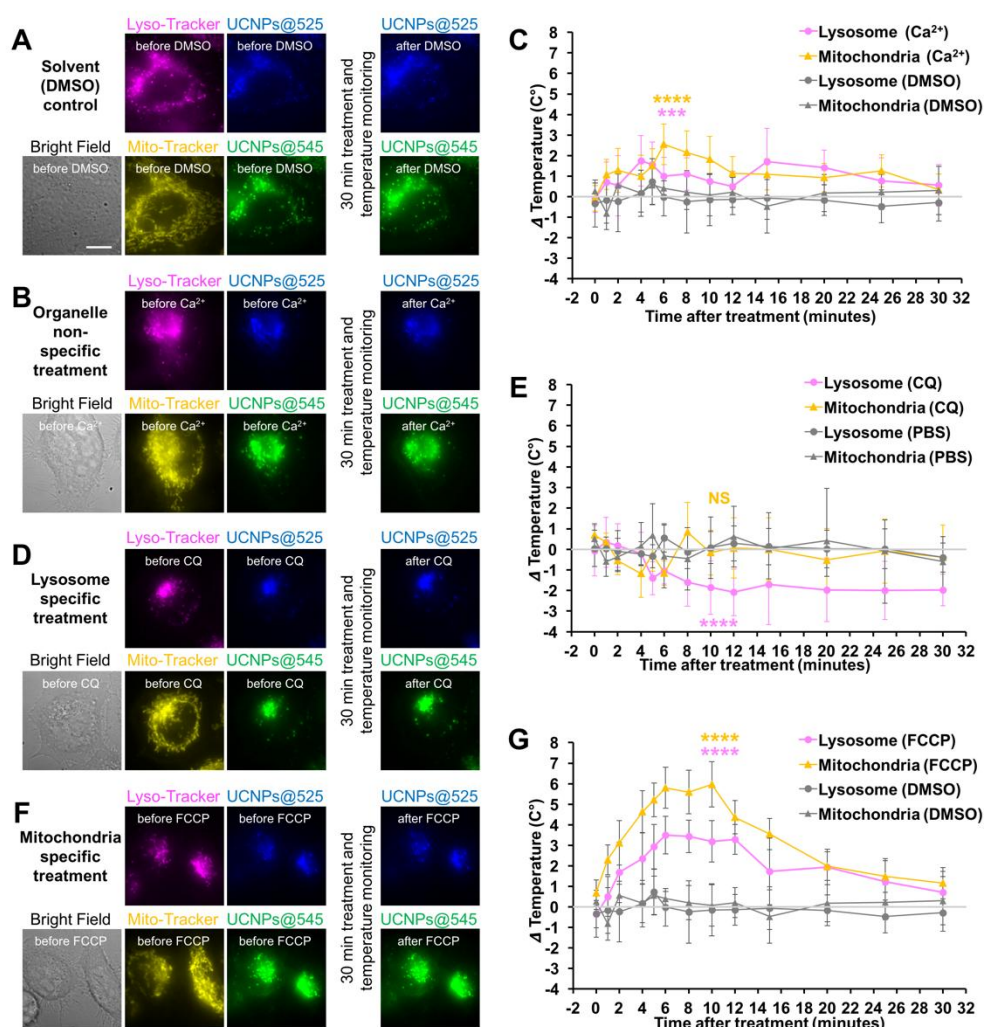 A
Solvent
(DMSO)
control
Lyso-Tracker
UCNPs@525
before DMSO
before DMSO
after DMSO
Bright Field
Mito-Tracker
UCNPs@545
before DMSO
before DMSO
before DMSO
after DMSO
30 min treatment and
temperature monitoring
C
Lysosome (Ca²⁺)
Mitochondria (Ca²⁺)
Lysosome (DMSO)
Mitochondria (DMSO)
****
***
Δ Temperature (C°)
8
7
6
5
4
3
2
1
0
-1
-2
-3
-4
-2 0 2 4 6 8 10 12 14 16 18 20 22 24 26 28 30 32
Time after treatment (minutes)
B
Organelle
non-
specific
treatment
Lyso-Tracker
UCNPs@525
UCNPs@525
before Ca²⁺
before Ca²⁺
after Ca²⁺
Bright Field
Mito-Tracker
UCNPs@545
UCNPs@545
before Ca²⁺
before Ca²⁺
before Ca²⁺
after Ca²⁺
30 min treatment and
temperature monitoring
E
Lysosome (CQ)
Mitochondria (CQ)
Lysosome (PBS)
Mitochondria (PBS)
NS
****
Δ Temperature (C°)
8
7
6
5
4
3
2
1
0
-1
-2
-3
-4
-2 0 2 4 6 8 10 12 14 16 18 20 22 24 26 28 30 32
Time after treatment (minutes)
D
Lysosome
specific
treatment
Lyso-Tracker
UCNPs@525
UCNPs@525
before CQ
before CQ
after CQ
Bright Field
Mito-Tracker
UCNPs@545
UCNPs@545
before CQ
before CQ
before CQ
after CQ
30 min treatment and
temperature monitoring
G
Lysosome (FCCP)
Mitochondria (FCCP)
Lysosome (DMSO)
Mitochondria (DMSO)
****
****
Δ Temperature (C°)
8
7
6
5
4
3
2
1
0
-1
-2
-3
-4
-2 0 2 4 6 8 10 12 14 16 18 20 22 24 26 28 30 32
Time after treatment (minutes)
F
Mitochondria
specific
treatment
Lyso-Tracker
UCNPs@525
UCNPs@525
before FCCP
before FCCP
after FCCP
Bright Field
Mito-Tracker
UCNPs@545
UCNPs@545
before FCCP
before FCCP
before FCCP
after FCCP
30 min treatment and
temperature monitoring